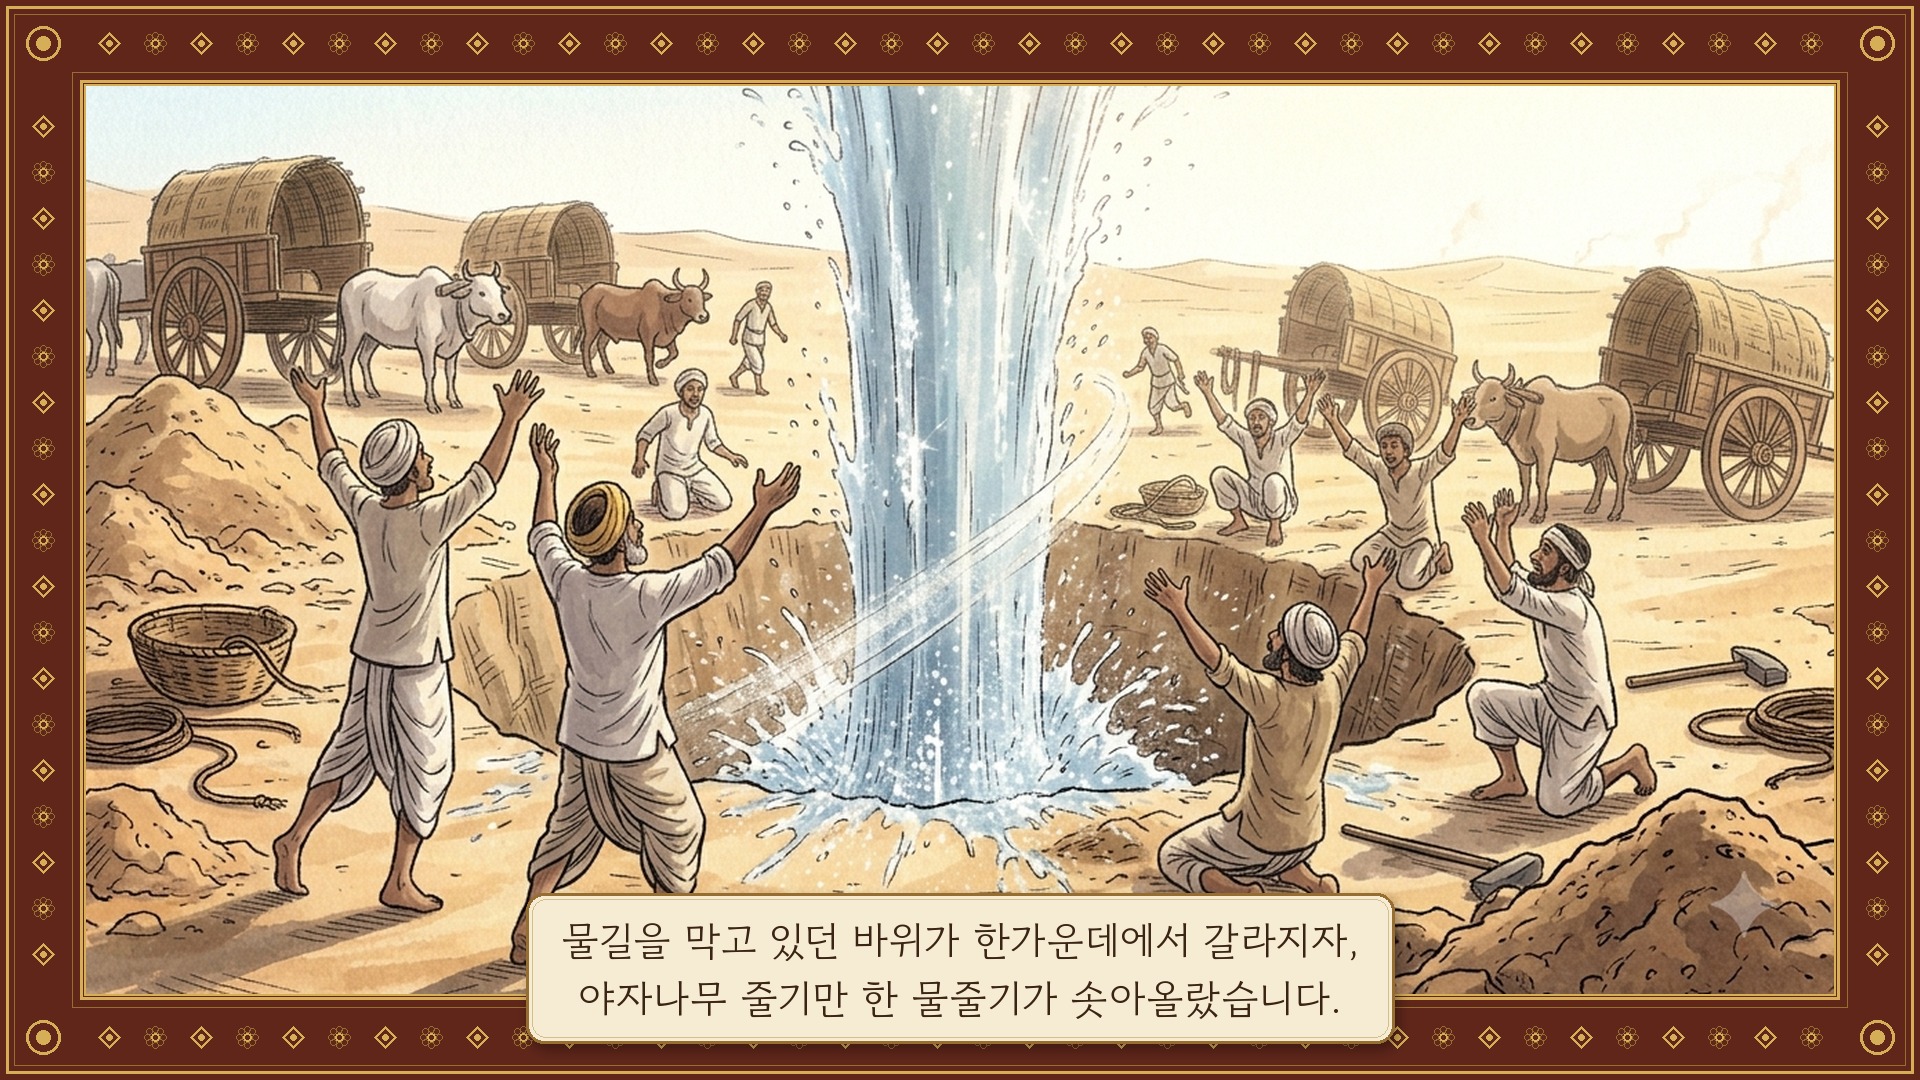 물길을 막고 있던 바위가 한가운데에서 갈라지자,
야자나무 줄기만 한 물줄기가 솟아올랐습니다.